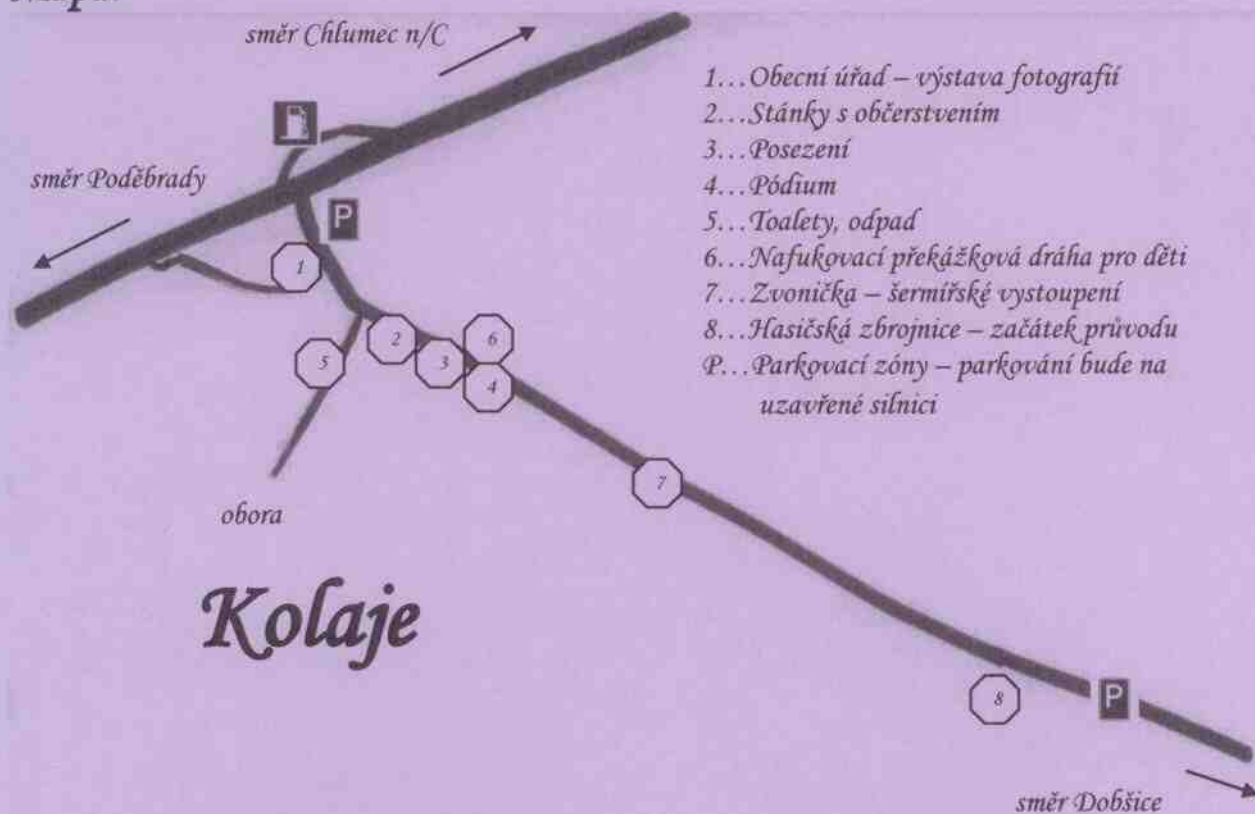 směr Chlumec n/C
směr Poděbrady
P
1
2
3
4
5
6
7
8
P
obora
Kolaje
směr Dobšice
1...Obecní úřad – výstava fotografií
2...Stánky s občerstvením
3...Posezení
4...Pódium
5...Toalety, odpad
6...Nafukovací překážková dráha pro děti
7...Zvonička – šermířské vystoupení
8...Hasičská zbrojnice – začátek průvodu
P...Parkovací zóny – parkování bude na
uzavřené silnici